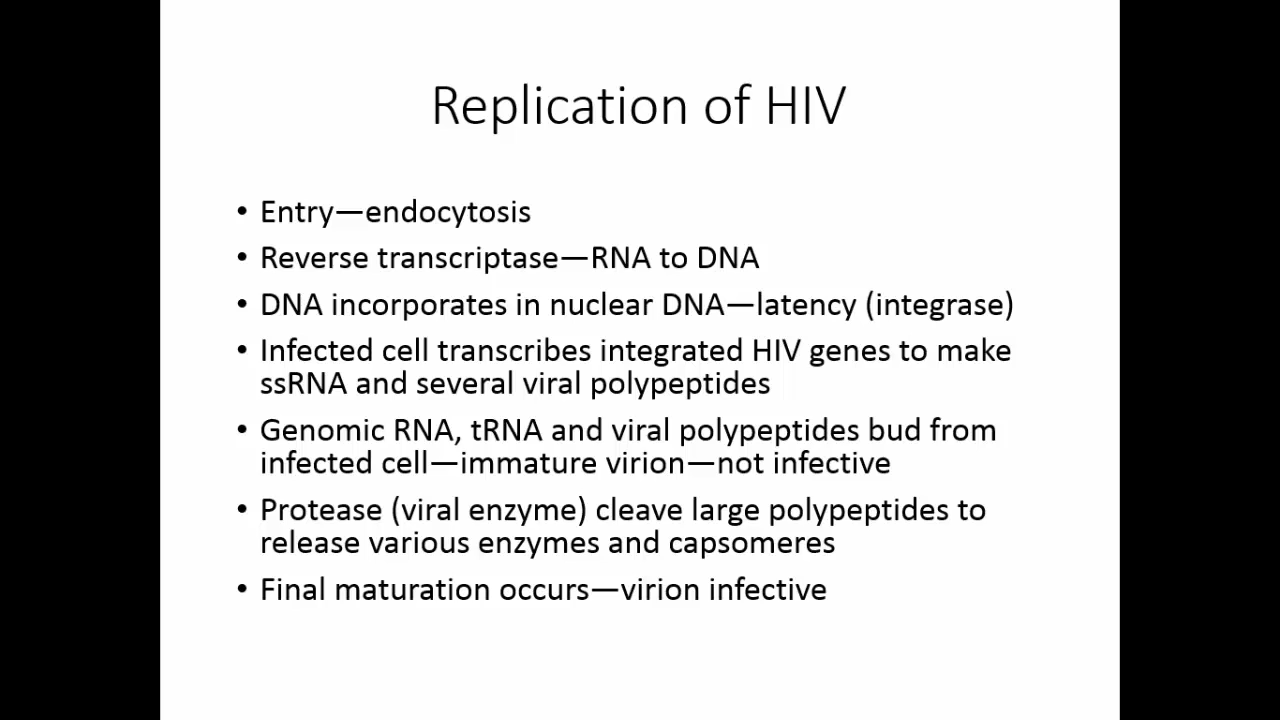 Replication of HIV
• Entry—endocytosis
• Reverse transcriptase—RNA to DNA
• DNA incorporates in nuclear DNA—latency (integrase)
• Infected cell transcribes integrated HIV genes to make
ssRNA and several viral polypeptides
• Genomic RNA, tRNA and viral polypeptides bud from
infected cell—immature virion—not infective
• Protease (viral enzyme) cleave large polypeptides to
release various enzymes and capsomeres
• Final maturation occurs—virion infective